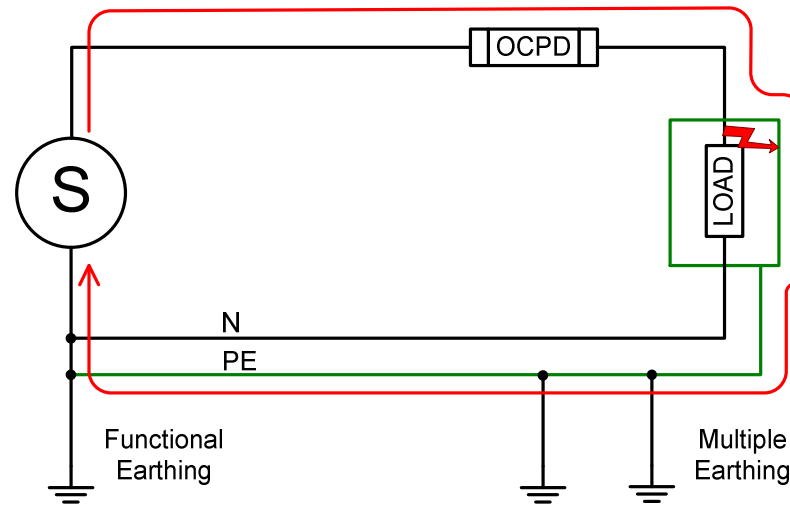 OCPD
S
LOAD
N
PE
Functional
Earthing
Multiple
Earthing